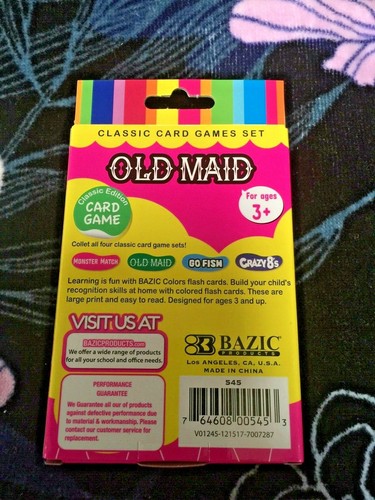 CLASSIC CARD GAMES SET
OLD MAID
Classic Edition
CARD
GAME
For ages
3+
Collet all four classic card game sets!
MONSTER MATCH
OLD MAID
GO FISH
CRAZY 8's
Learning is fun with BAZIC Colors flash cards. Build your child's
recognition skills at home with colored flash cards. These are
large print and easy to read. Designed for ages 3 and up.
VISIT US AT
BAZICPRODUCTS.COM
We offer a wide range of products
for all your school and office needs.
BAZIC
PRODUCTS
LOS ANGELES, CA, U.S.A.
MADE IN CHINA
PERFORMANCE
GUARANTEE
We Guarantee all our of products
against defective performance due
to material & workmanship. Please
contact our customer service for
replacement.
545
7 64608 00545 3
V01245-121517-7007287